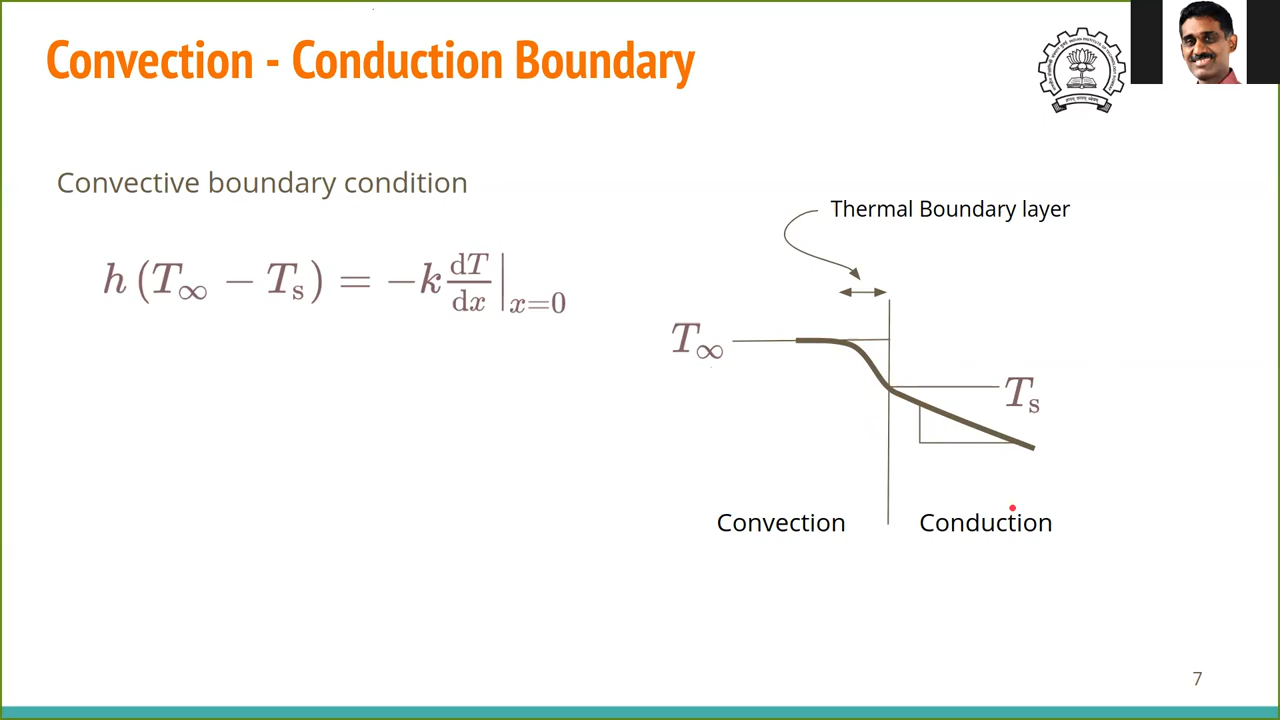 Convection - Conduction Boundary
Convective boundary condition
h (T∞ − Ts) = −k dT/dx |x=0
Thermal Boundary layer
T∞
Ts
Convection
Conduction
7